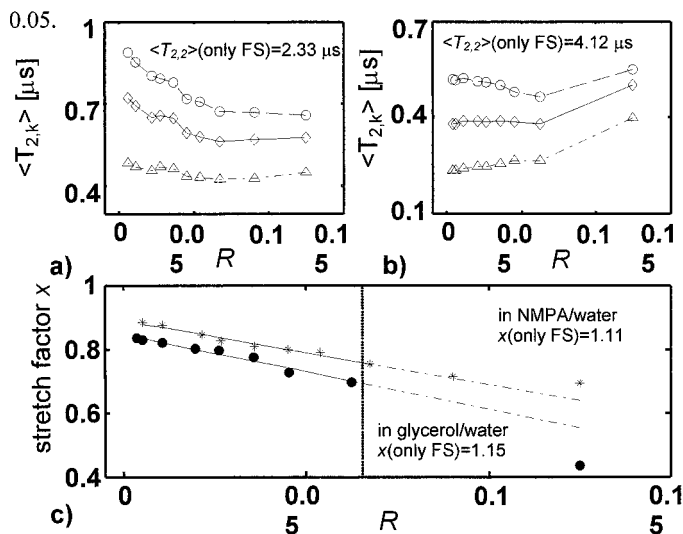 0.05.
1
0.7
0.4
<T2,k> [μs]
<T2,2>(only FS)=2.33 μs
0 0.0 0.1 0.1
5 5
a) R
0.7
0.4
0.1
<T2,k> [μs]
<T2,2>(only FS)=4.12 μs
0 0.0 0.1 0.1
5 5
b) R
1
0.8
0.6
0.4
stretch factor x
in NMPA/water
x(only FS)=1.11
in glycerol/water
x(only FS)=1.15
0 0.0 0.1 0.1
5 5
c) R